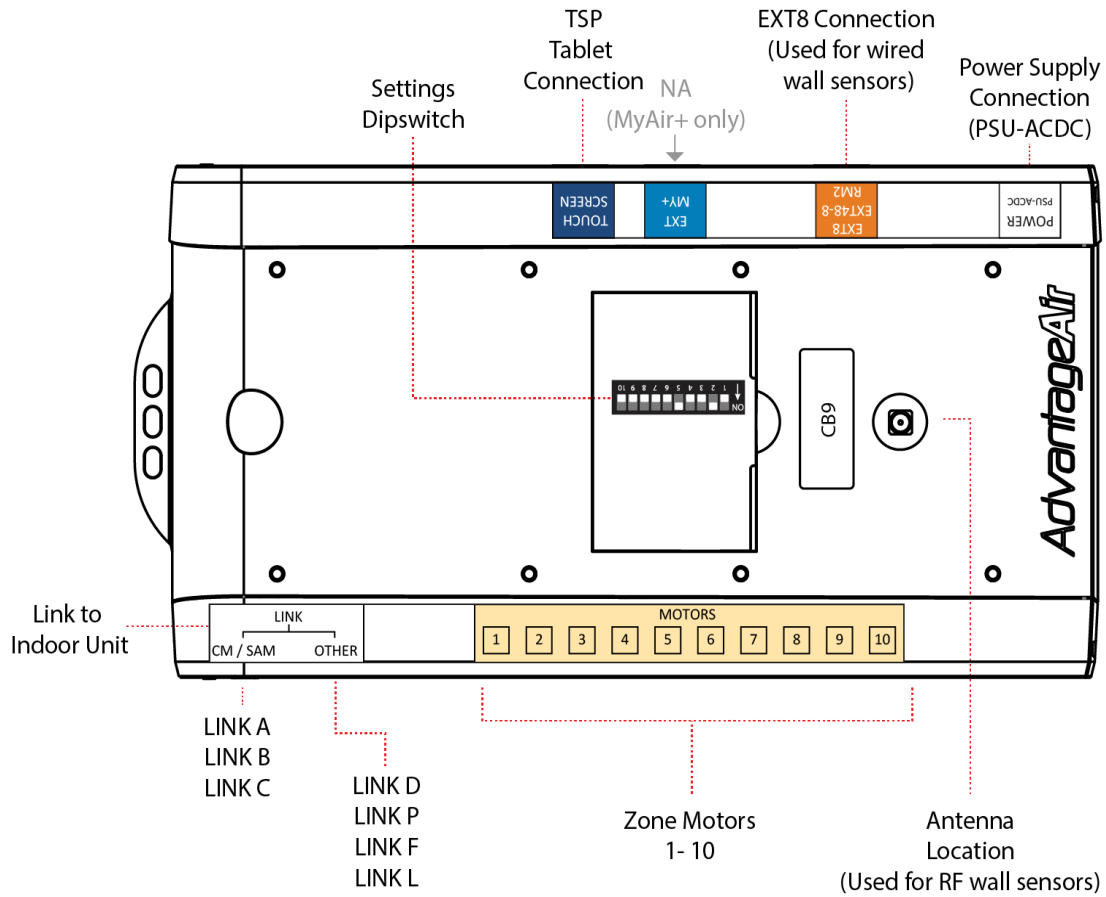 TSP
Tablet
Connection
EXT8 Connection
(Used for wired
wall sensors)
Power Supply
Connection
(PSU-ACDC)
Settings
Dipswitch
NA
(MyAir+ only)
TOUCH
SCREEN
EXT
MY+
EXT8
EXT48-8
RM2
POWER
PSU-ACDC
1 2 3 4 5 6 7 8 9 10
ON
CB9
AdvantageAir
Link to
Indoor Unit
LINK
CM / SAM
OTHER
MOTORS
1 2 3 4 5 6 7 8 9 10
LINK A
LINK B
LINK C
LINK D
LINK P
LINK F
LINK L
Zone Motors
1- 10
Antenna
Location
(Used for RF wall sensors)